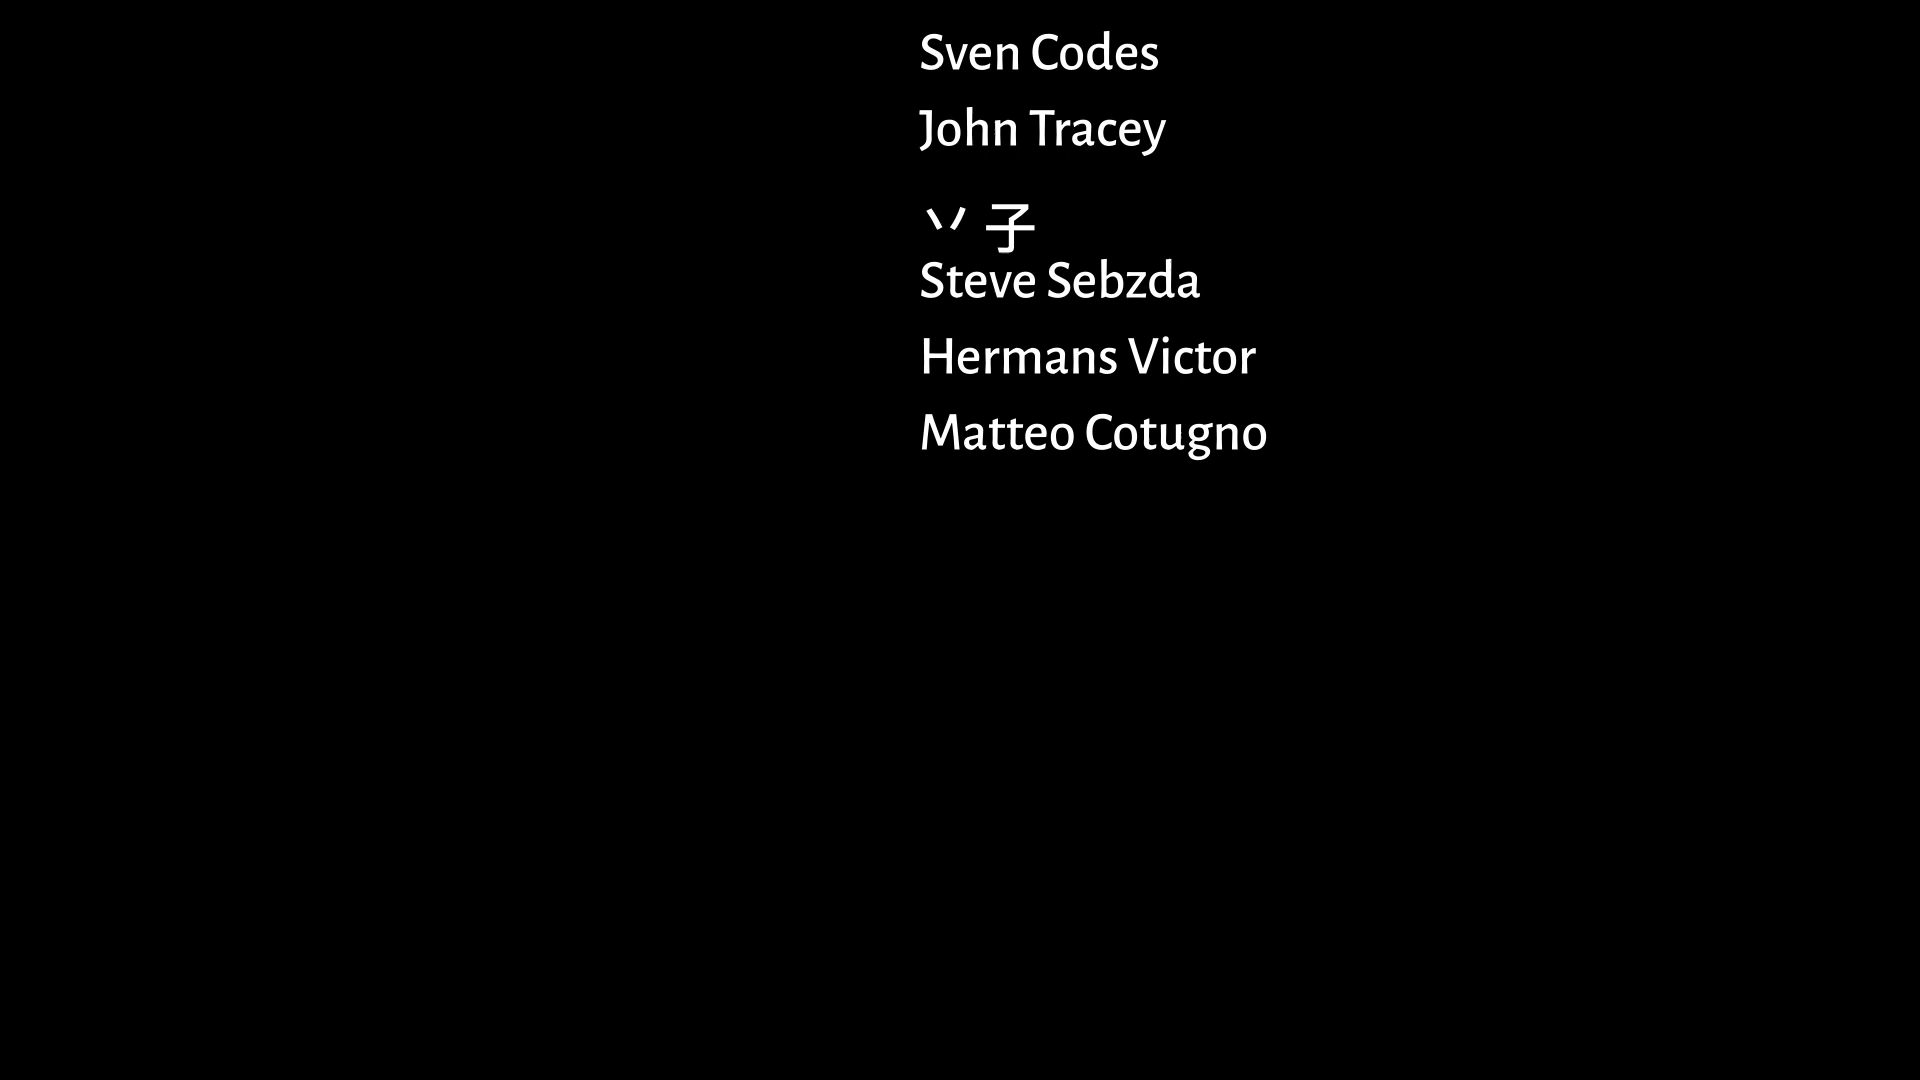 Sven Codes
John Tracey
丷 子
Steve Sebzda
Hermans Victor
Matteo Cotugno